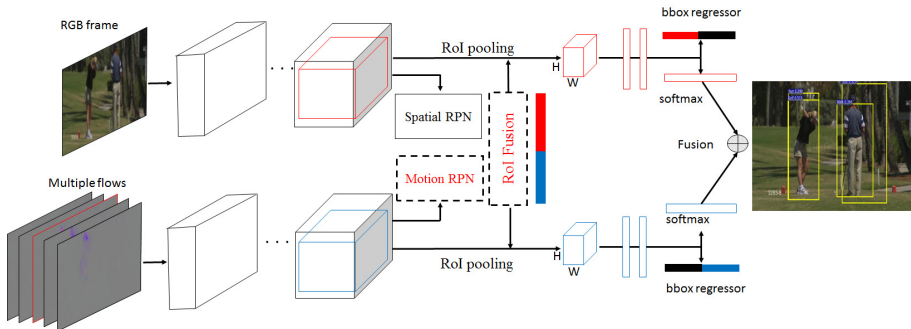 bbox regressor
RGB frame
RoI pooling
H
W
softmax
Spatial RPN
RoI Fusion
Fusion
Motion RPN
Multiple flows
softmax
RoI pooling
H
W
bbox regressor